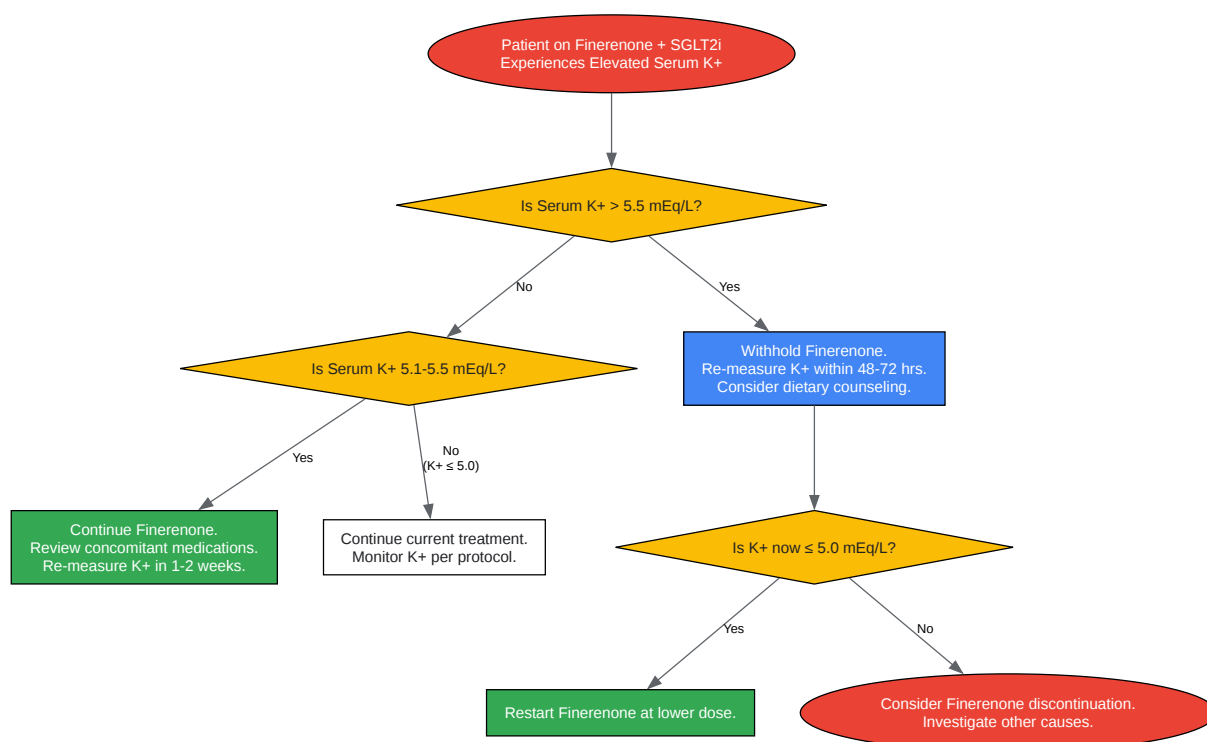 Patient on Finerenone + SGLT2i
Experiences Elevated Serum K+
Is Serum K+ > 5.5 mEq/L?
No
Yes
Is Serum K+ 5.1-5.5 mEq/L?
Withhold Finerenone.
Re-measure K+ within 48-72 hrs.
Consider dietary counseling.
Yes
No
(K+ ≤ 5.0)
Continue Finerenone.
Review concomitant medications.
Re-measure K+ in 1-2 weeks.
Continue current treatment.
Monitor K+ per protocol.
Is K+ now ≤ 5.0 mEq/L?
Yes
No
Restart Finerenone at lower dose.
Consider Finerenone discontinuation.
Investigate other causes.